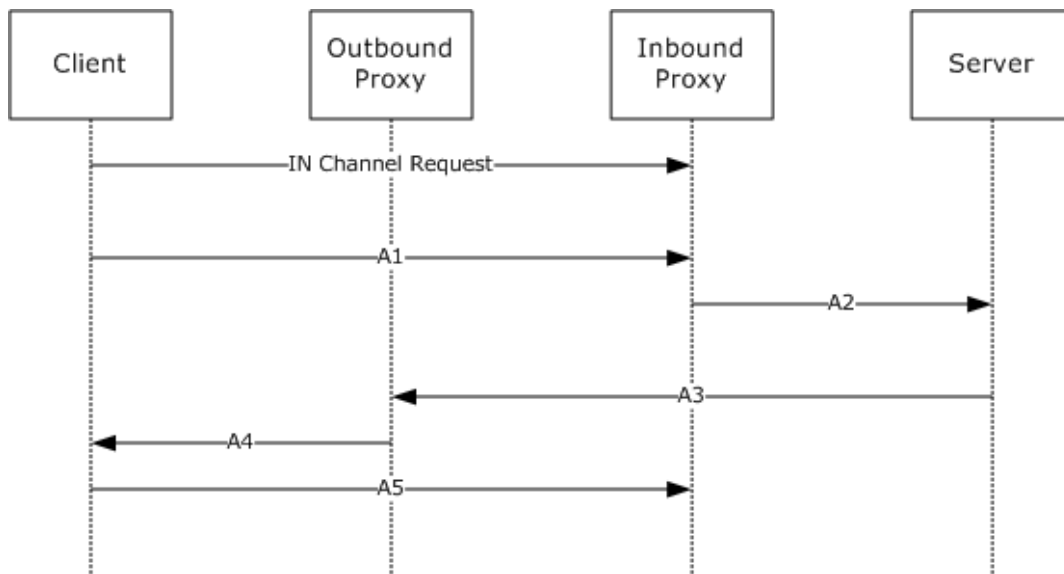 Client
Outbound
Proxy
Inbound
Proxy
Server
IN Channel Request
A1
A2
A3
A4
A5